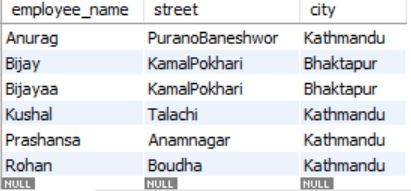 employee_name street city
Anurag PuranoBaneshwor Kathmandu
Bijay KamalPokhari Bhaktapur
Bijayaa KamalPokhari Bhaktapur
Kushal Talachi Kathmandu
Prashansa Anamnagar Kathmandu
Rohan Boudha Kathmandu
NULL NULL NULL